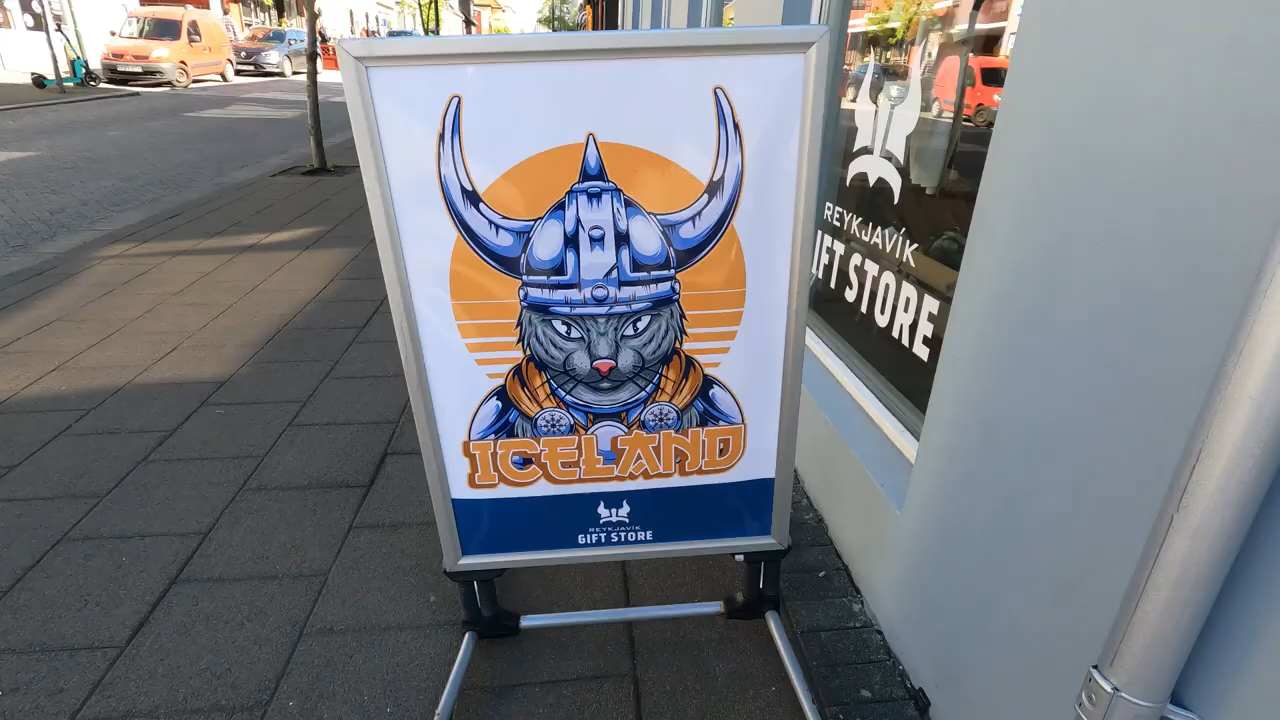 ICELAND
REYKJAVÍK
GIFT STORE
REYKJAVÍK
GIFT STORE